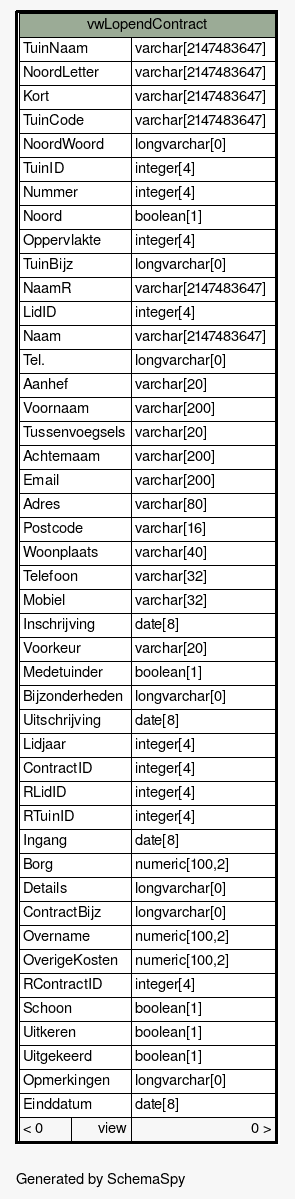 vwLopendContract
TuinNaam varchar[2147483647]
NoordLetter varchar[2147483647]
Kort varchar[2147483647]
TuinCode varchar[2147483647]
NoordWoord longvarchar[0]
TuinID integer[4]
Nummer integer[4]
Noord boolean[1]
Oppervlakte integer[4]
TuinBijz longvarchar[0]
NaamR varchar[2147483647]
LidID integer[4]
Naam varchar[2147483647]
Tel. longvarchar[0]
Aanhef varchar[20]
Voornaam varchar[200]
Tussenvoegsels varchar[20]
Achternaam varchar[200]
Email varchar[200]
Adres varchar[80]
Postcode varchar[16]
Woonplaats varchar[40]
Telefoon varchar[32]
Mobiel varchar[32]
Inschrijving date[8]
Voorkeur varchar[20]
Medetuinder boolean[1]
Bijzonderheden longvarchar[0]
Uitschrijving date[8]
Lidjaar integer[4]
ContractID integer[4]
RLidID integer[4]
RTuinID integer[4]
Ingang date[8]
Borg numeric[100,2]
Details longvarchar[0]
ContractBijz longvarchar[0]
Overname numeric[100,2]
OverigeKosten numeric[100,2]
RContractID integer[4]
Schoon boolean[1]
Uitkeren boolean[1]
Uitgekeerd boolean[1]
Opmerkingen longvarchar[0]
Einddatum date[8]
< 0 view 0 >
Generated by SchemaSpy